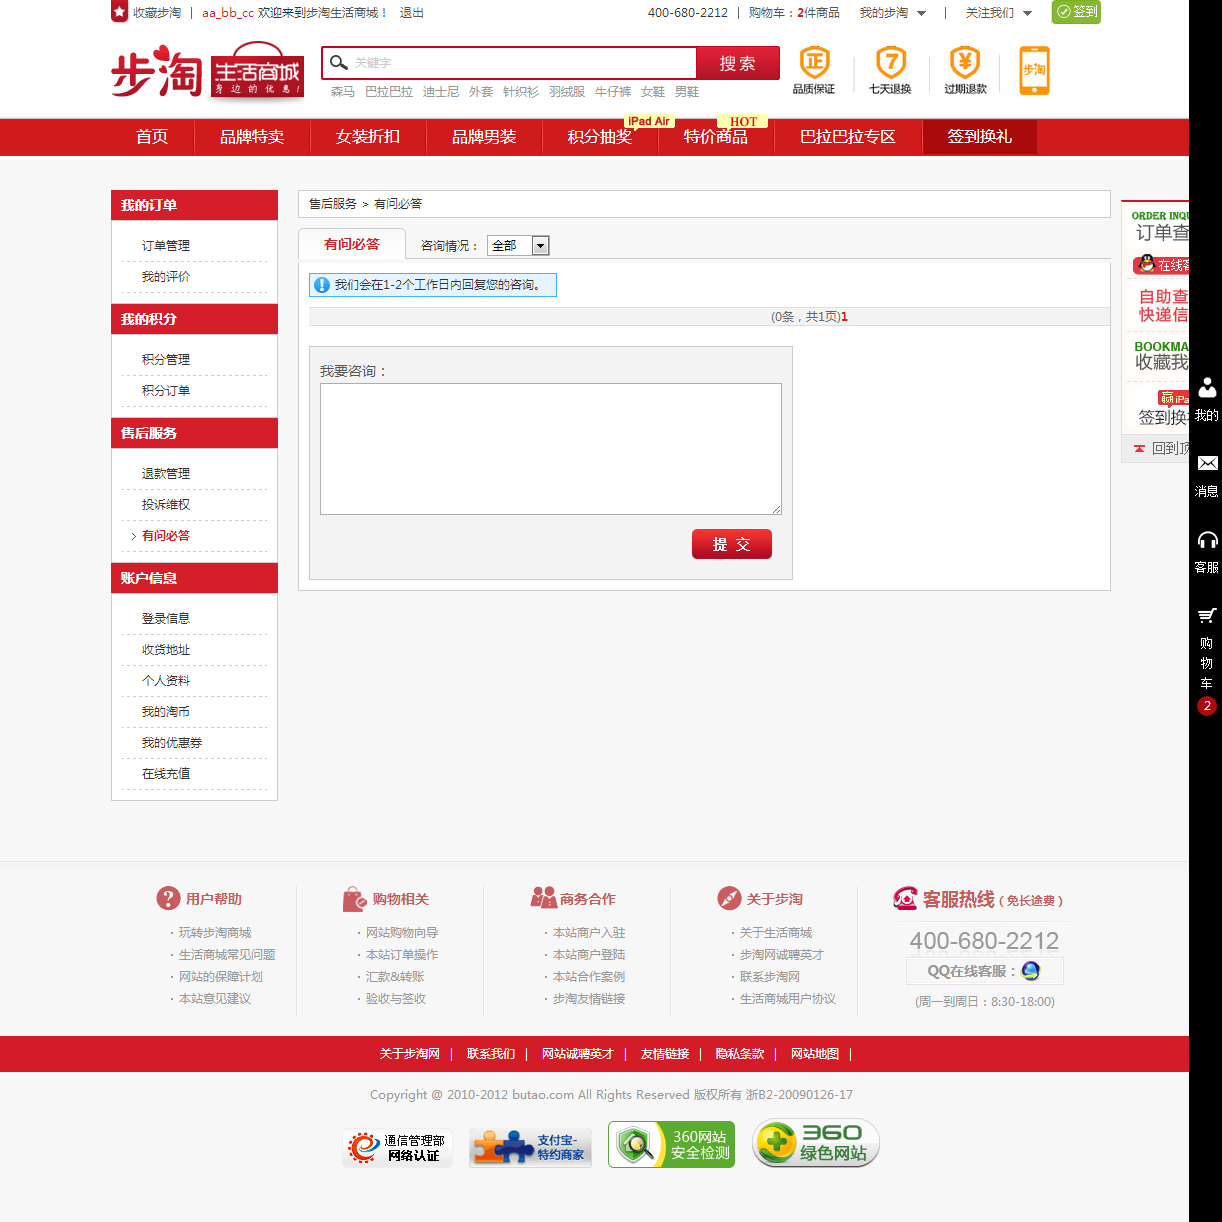 收藏步淘 | aa_bb_cc 欢迎来到步淘生活商城！ 退出
400-680-2212 | 购物车：2件商品 我的步淘 | 关注我们 签到
步淘 生活商城
身边的优惠！
关键字 搜索
森马 巴拉巴拉 迪士尼 外套 针织衫 羽绒服 牛仔裤 女鞋 男鞋
正 7 ¥ 步淘
品质保证 七天退换 过期退款
iPad Air HOT
首页 品牌特卖 女装折扣 品牌男装 积分抽奖 特价商品 巴拉巴拉专区 签到换礼
我的订单
订单管理
我的评价
我的积分
积分管理
积分订单
售后服务
退款管理
投诉维权
> 有问必答
账户信息
登录信息
收货地址
个人资料
我的淘币
我的优惠券
在线充值
售后服务 > 有问必答
有问必答 咨询情况： 全部
我们会在1-2个工作日内回复您的咨询。
(0条，共1页)1
我要咨询：
提 交
ORDER INQU
订单查
在线客
自助查
快递信
BOOKMA
收藏我
赢iPa
签到换
回到顶
我的
消息
客服
购
物
车
2
用户帮助
· 玩转步淘商城
· 生活商城常见问题
· 网站的保障计划
· 本站意见建议
购物相关
· 网站购物向导
· 本站订单操作
· 汇款&转账
· 验收与签收
商务合作
· 本站商户入驻
· 本站商户登陆
· 本站合作案例
· 步淘友情链接
关于步淘
· 关于生活商城
· 步淘网诚聘英才
· 联系步淘网
· 生活商城用户协议
客服热线（免长途费）
400-680-2212
QQ在线客服：
(周一到周日：8:30-18:00)
关于步淘网 | 联系我们 | 网站诚聘英才 | 友情链接 | 隐私条款 | 网站地图 |
Copyright @ 2010-2012 butao.com All Rights Reserved 版权所有 浙B2-20090126-17
通信管理部
网络认证
支付宝-
特约商家
360网站
安全检测
360
绿色网站